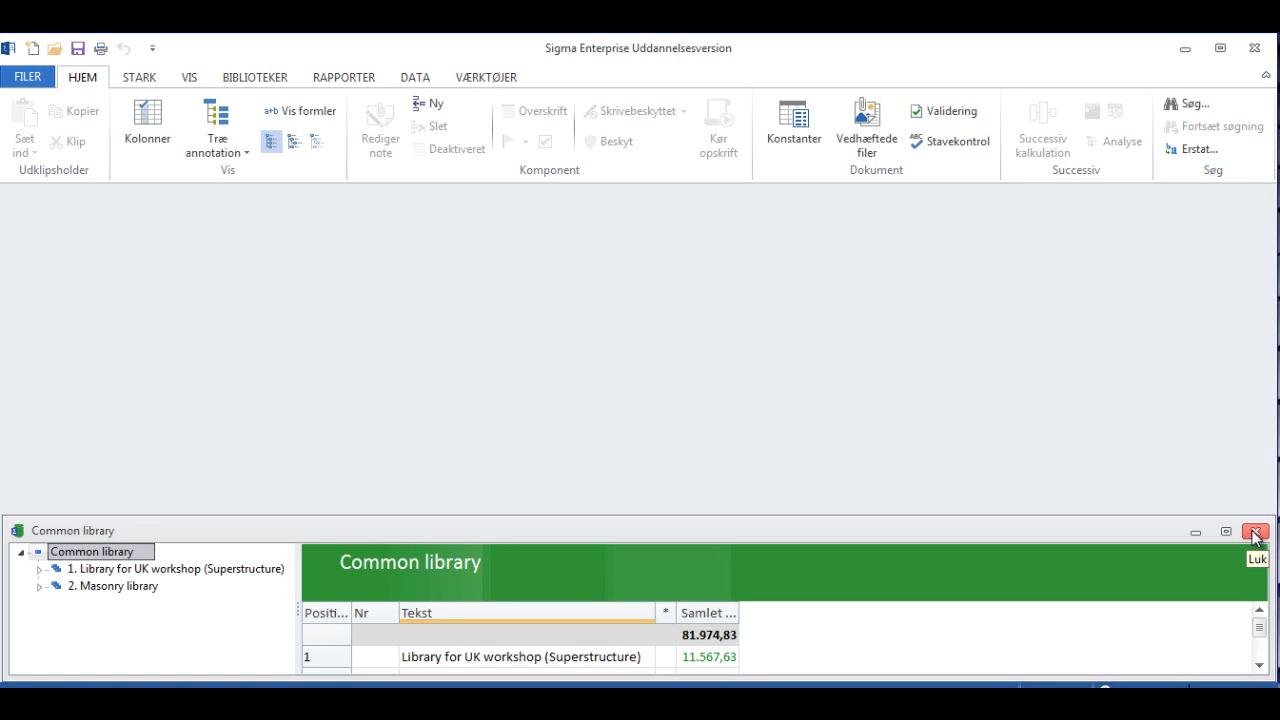 Sigma Enterprise Uddannelsesversion
FILER HJEM STARK VIS BIBLIOTEKER RAPPORTER DATA VÆRKTØJER
Sæt ind
Kopier
Klip
Udklipsholder
Kolonner
Træ annotation
a+b Vis formler
Vis
Rediger note
Ny
Slet
Deaktiveret
Overskrift
Skrivebeskyttet
Beskyt
Kør opskrift
Komponent
Konstanter
Vedhæftede filer
Validering
ABC Stavekontrol
Dokument
Successiv kalkulation
Analyse
Successiv
Søg...
Fortsæt søgning
Erstat...
Søg
Common library
Common library
1. Library for UK workshop (Superstructure)
2. Masonry library
Common library
Luk
Positi... Nr Tekst * Samlet ...
81.974,83
1 Library for UK workshop (Superstructure) 11.567,63